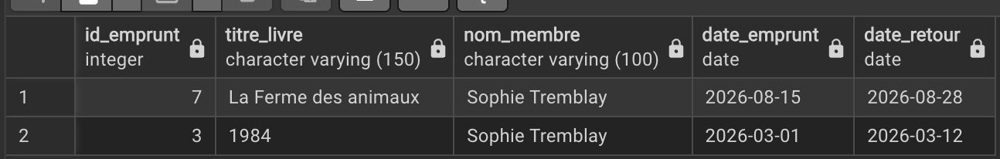 id_emprunt titre_livre nom_membre date_emprunt date_retour
integer character varying (150) character varying (100) date date
1 7 La Ferme des animaux Sophie Tremblay 2026-08-15 2026-08-28
2 3 1984 Sophie Tremblay 2026-03-01 2026-03-12